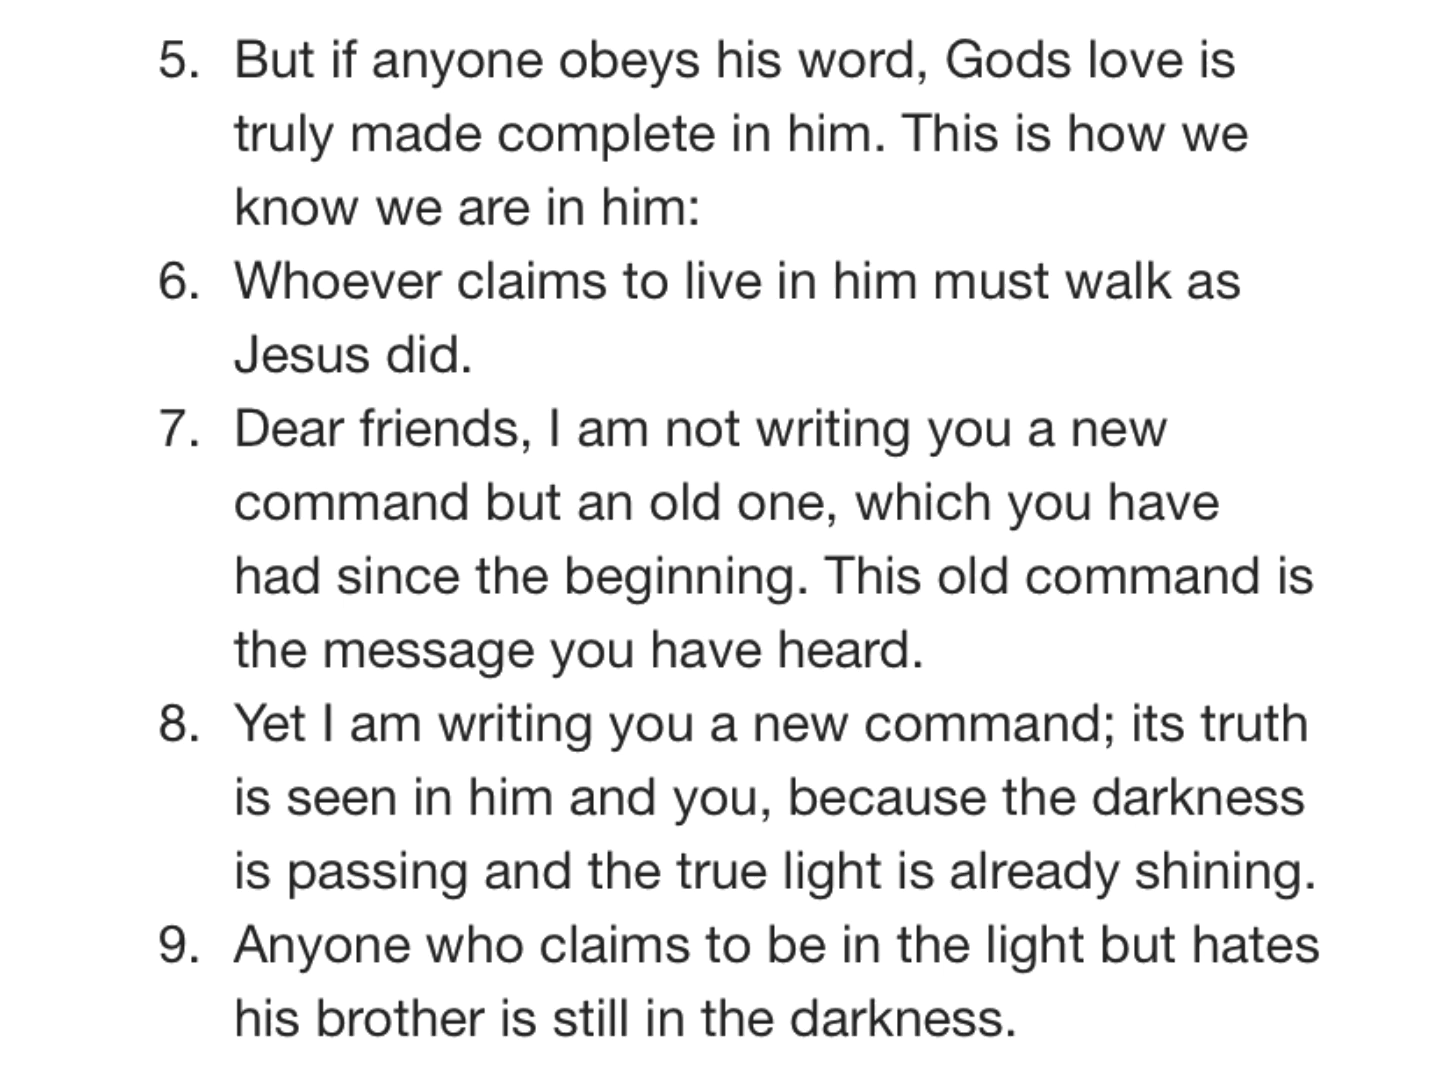 5. But if anyone obeys his word, Gods love is
truly made complete in him. This is how we
know we are in him:
6. Whoever claims to live in him must walk as
Jesus did.
7. Dear friends, I am not writing you a new
command but an old one, which you have
had since the beginning. This old command is
the message you have heard.
8. Yet I am writing you a new command; its truth
is seen in him and you, because the darkness
is passing and the true light is already shining.
9. Anyone who claims to be in the light but hates
his brother is still in the darkness.